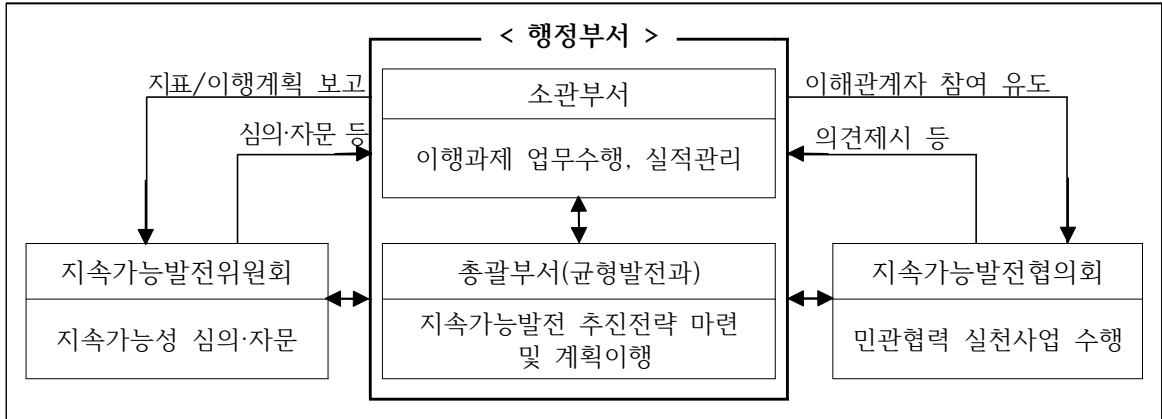 < 행정부서 >
지표/이행계획 보고
소관부서
이해관계자 참여 유도
심의·자문 등
이행과제 업무수행, 실적관리
의견제시 등
지속가능발전위원회
총괄부서(균형발전과)
지속가능발전협의회
지속가능성 심의·자문
지속가능발전 추진전략 마련
및 계획이행
민관협력 실천사업 수행